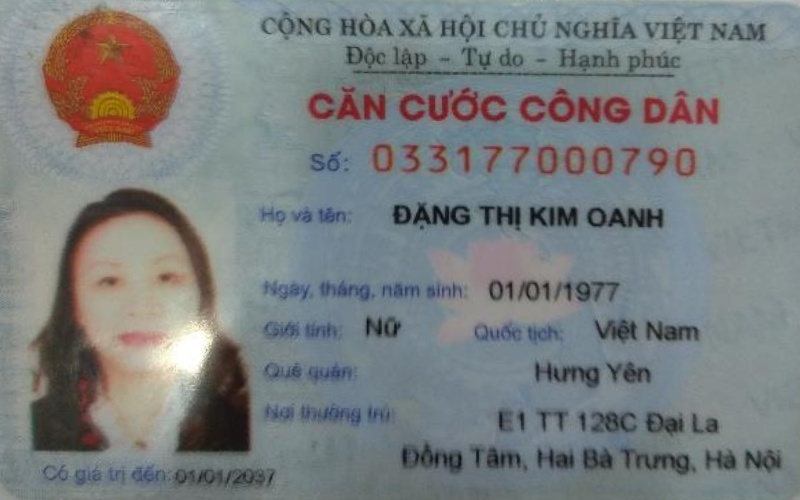 CỘNG HÒA XÃ HỘI CHỦ NGHĨA VIỆT NAM
Độc lập - Tự do - Hạnh phúc
CĂN CƯỚC CÔNG DÂN
Số: 033177000790
Họ và tên: ĐẶNG THỊ KIM OANH
Ngày, tháng, năm sinh: 01/01/1977
Giới tính: Nữ Quốc tịch: Việt Nam
Quê quán: Hưng Yên
Nơi thường trú: E1 TT 128C Đại La
Đồng Tâm, Hai Bà Trưng, Hà Nội
Có giá trị đến: 01/01/2037